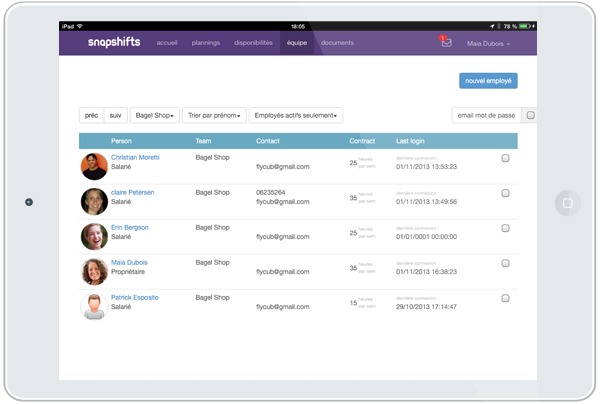 iPad 18:05 78 %
snapshifts accueil plannings disponibilités équipe documents 1 Maia Dubois
nouvel employé
préc suiv Bagel Shop Trier par prénom Employés actifs seulement email mot de passe
Person Team Contact Contract Last login
Christian Moretti Bagel Shop heures dernière connexion :
Salarié flycub@gmail.com 25 par sem 01/11/2013 13:53:23
claire Petersen Bagel Shop 06235264 heures dernière connexion :
Salarié flycub@gmail.com 35 par sem 01/11/2013 13:49:56
Erin Bergson Bagel Shop heures dernière connexion :
Salarié flycub@gmail.com 25 par sem 01/01/0001 00:00:00
Maia Dubois Bagel Shop heures dernière connexion :
Propriétaire flycub@gmail.com 35 par sem 01/11/2013 16:38:23
Patrick Esposito Bagel Shop heures dernière connexion :
Salarié flycub@gmail.com 15 par sem 29/10/2013 17:14:47